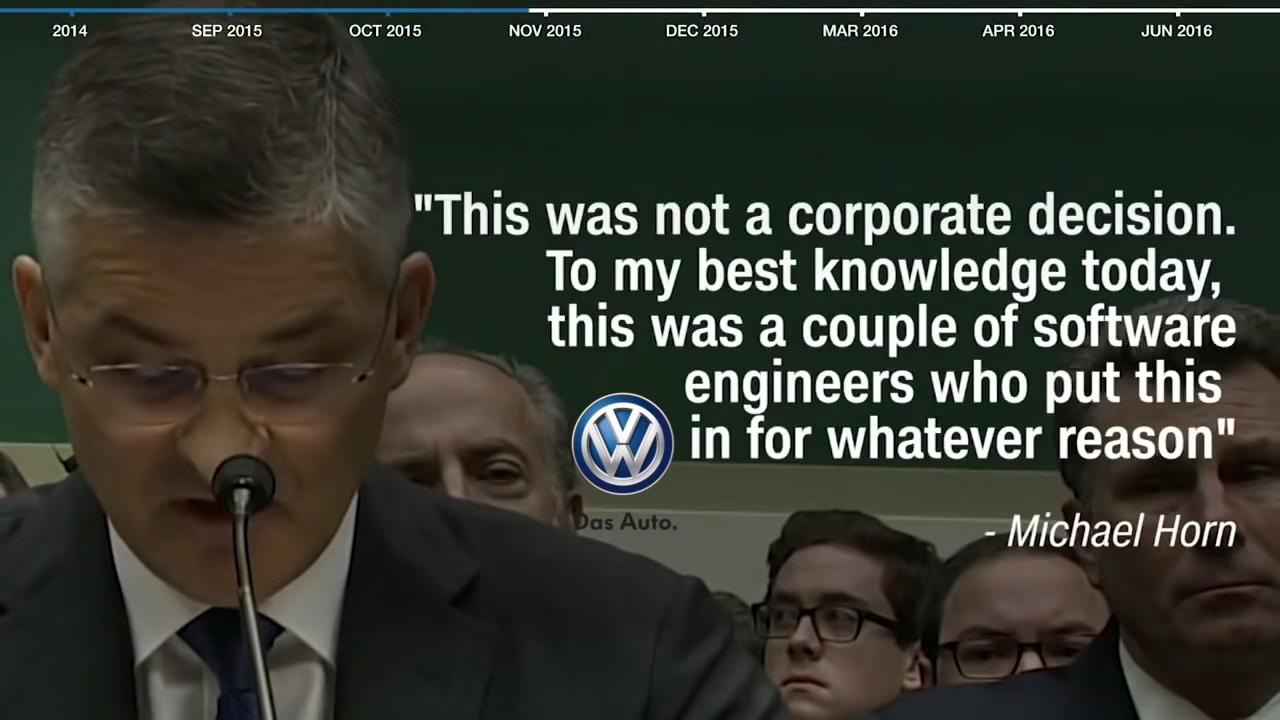 2014 SEP 2015 OCT 2015 NOV 2015 DEC 2015 MAR 2016 APR 2016 JUN 2016
"This was not a corporate decision.
To my best knowledge today,
this was a couple of software
engineers who put this
in for whatever reason"
Das Auto.
- Michael Horn